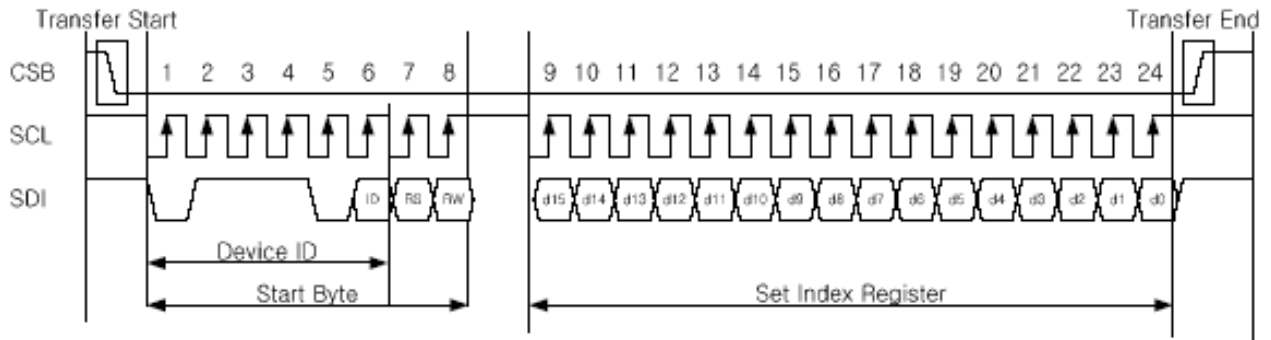 Transfer Start Transfer End
CSB 1 2 3 4 5 6 7 8 9 10 11 12 13 14 15 16 17 18 19 20 21 22 23 24
SCL
SDI ID RS RW d15 d14 d13 d12 d11 d10 d9 d8 d7 d6 d5 d4 d3 d2 d1 d0
Device ID
Start Byte Set Index Register